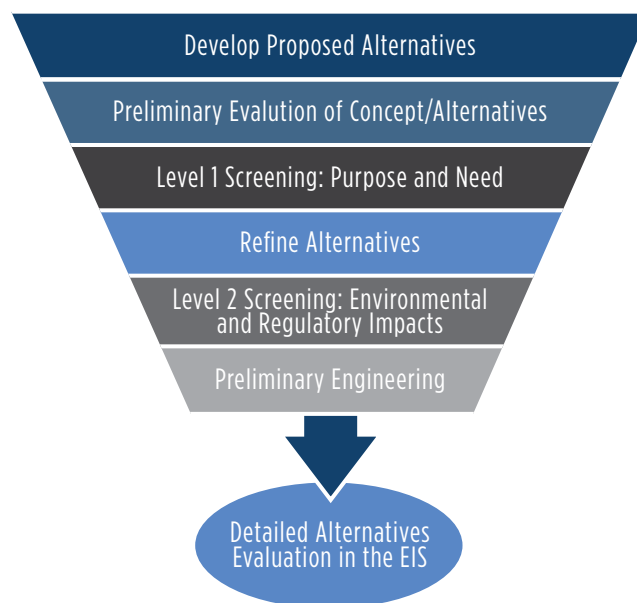 Develop Proposed Alternatives
Preliminary Evalution of Concept/Alternatives
Level 1 Screening: Purpose and Need
Refine Alternatives
Level 2 Screening: Environmental
and Regulatory Impacts
Preliminary Engineering
Detailed Alternatives
Evaluation in the EIS